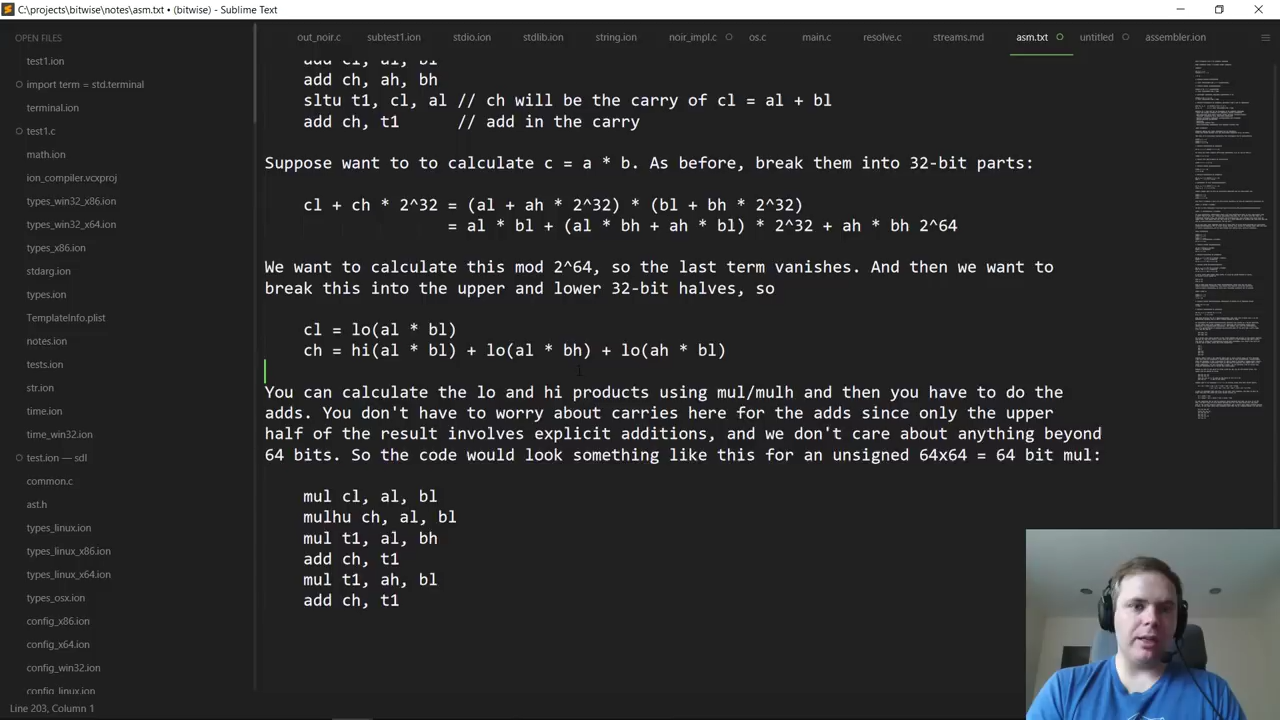 C:\projects\bitwise\notes\asm.txt • (bitwise) - Sublime Text
OPEN FILES
test1.ion
import term = std.terminal
terminal.ion
test1.c
math.ion
ion_compiler.vcxproj
types_win32_x86.ion
types_win32_x64.ion
types_x86.ion
stdarg.ion
types.ion
TemplateInfo.plist
notes.ion
tests.ion
str.ion
time.ion
time_win32.ion
test.ion — sdl
common.c
ast.h
types_linux.ion
types_linux_x86.ion
types_linux_x64.ion
types_osx.ion
config_x86.ion
config_x64.ion
config_win32.ion
config_linux.ion
out_noir.c subtest1.ion stdio.ion stdlib.ion string.ion noir_impl.c os.c main.c resolve.c streams.md asm.txt untitled assembler.ion
add cl, al, bl
add ch, ah, bh
sltu t1, cl, al // cη will be the carry of cl = al + bl
add ch, t1 // add in the carry
Suppose want to to calculate c = a * b. As before, break them into 32-bit parts:
cl + ch * 2^32 = (al + ah * 2^32) * (bl + bh * 2^32)
= al * bl + (al * bh + ah * bl) * 2^32 + ah * bh 2^64
We want to calculate this mod 2^64, so the last term vanishes. And then we want to
break this into the upper and lower 32-bit halves, so
cl = lo(al * bl)
ch = hi(al * bl) + lo(al * bh) + lo(ah * bl)
You can calculate the lo and hi products using mul/mulh and then you have to do the
adds. You don't have to worry about carries here for the adds since only the upper
half of the result involves explicit additions, and we don't care about anything beyond
64 bits. So the code would look something like this for an unsigned 64x64 = 64 bit mul:
mul cl, al, bl
mulhu ch, al, bl
mul t1, al, bh
add ch, t1
mul t1, ah, bl
add ch, t1
Line 203, Column 1